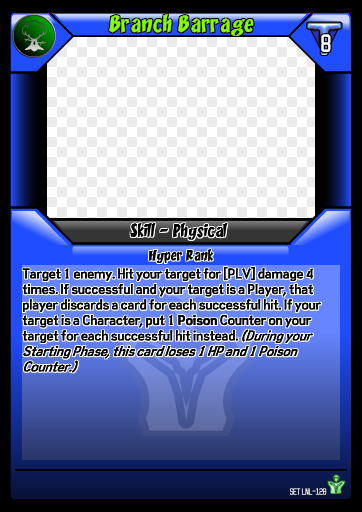 Branch Barrage
8
Skill - Physical
Hyper Rank
Target 1 enemy. Hit your target for [PLV] damage 4
times. If successful and your target is a Player, that
player discards a card for each successful hit. If your
target is a Character, put 1 Poison Counter on your
target for each successful hit instead. (During your
Starting Phase, this card loses 1 HP and 1 Poison
Counter.)
SET LNL-128